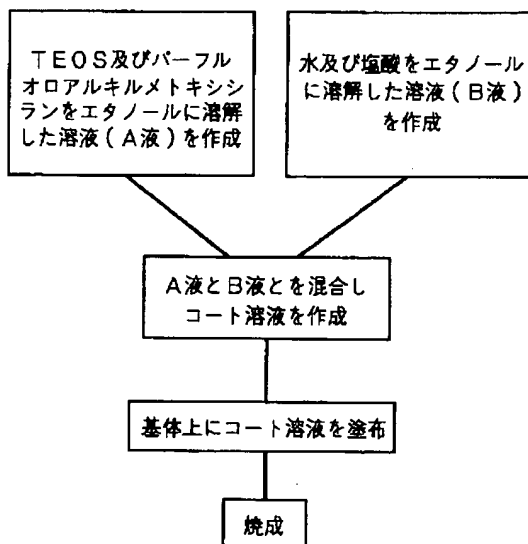 TEOS及びパーフル
オロアルキルメトキシシ
ランをエタノールに溶解
した溶液(A液)を作成
水及び塩酸をエタノール
に溶解した溶液(B液)
を作成
A液とB液とを混合し
コート溶液を作成
基体上にコート溶液を塗布
焼成